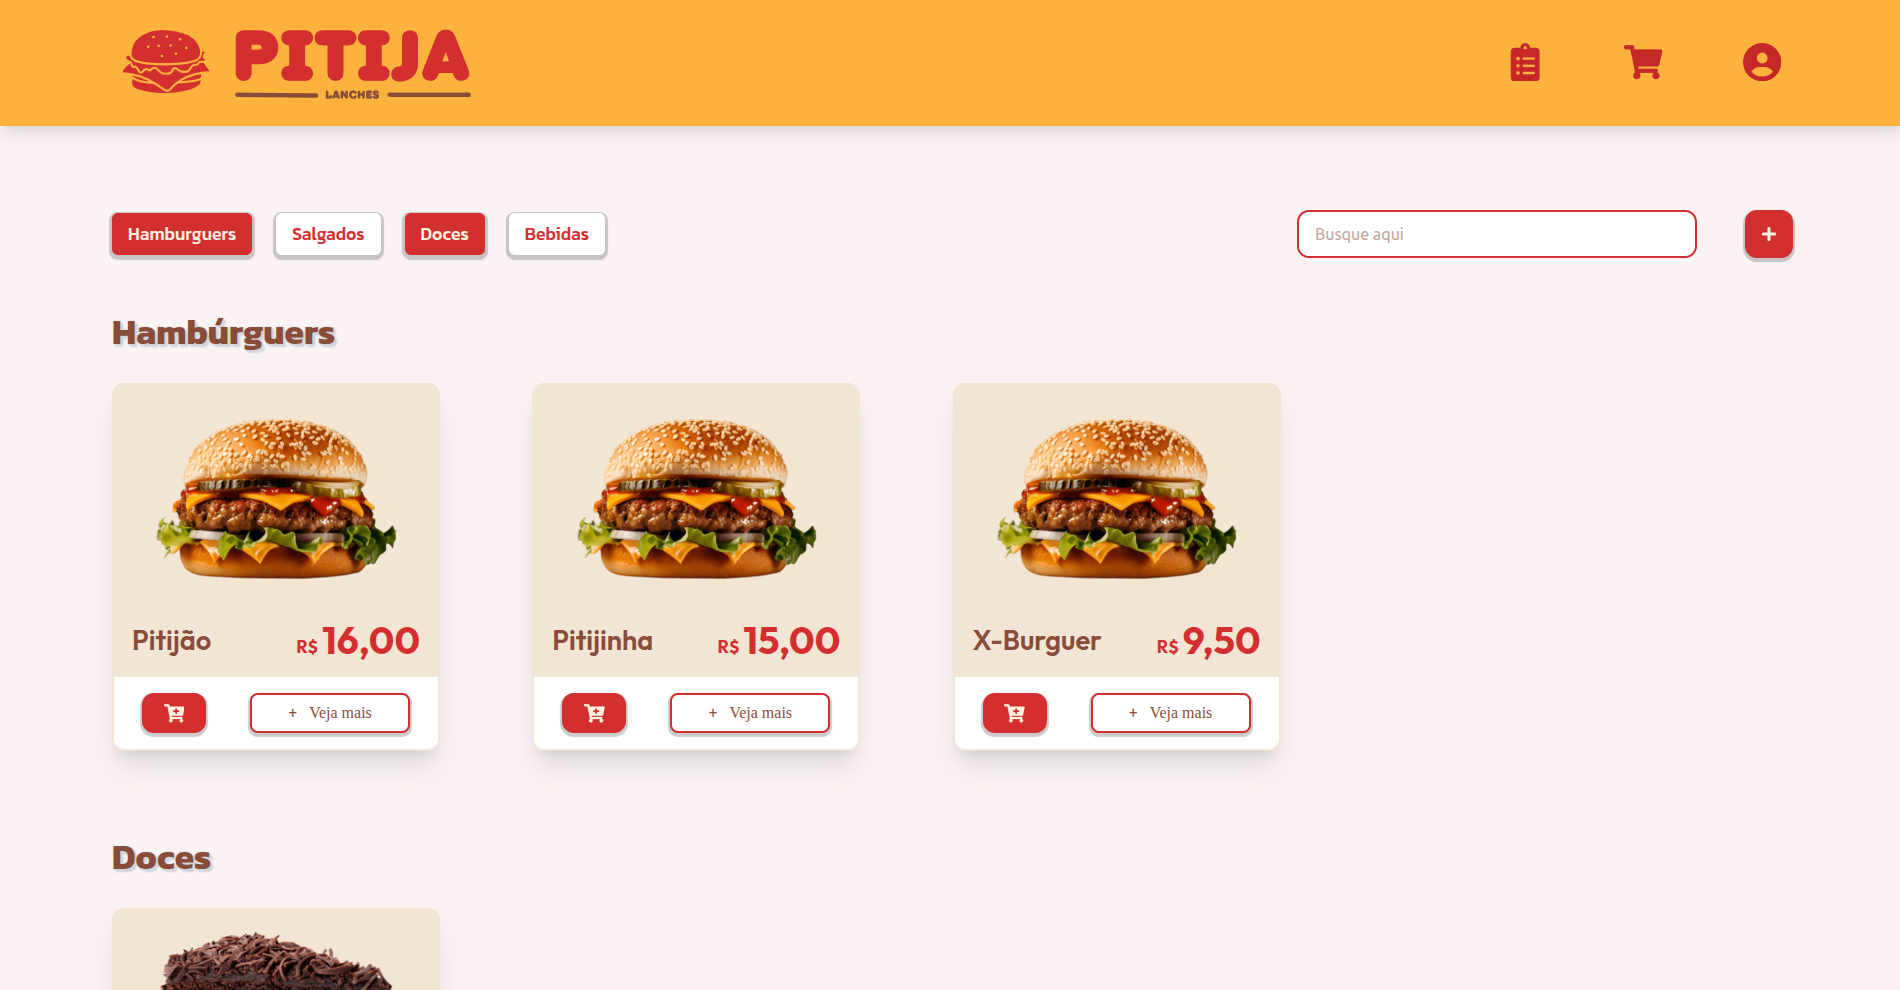 PITIJA
LANCHES
Hamburguers Salgados Doces Bebidas Busque aqui +
Hambúrguers
Pitijão R$ 16,00 Pitijinha R$ 15,00 X-Burguer R$ 9,50
+ Veja mais + Veja mais + Veja mais
Doces